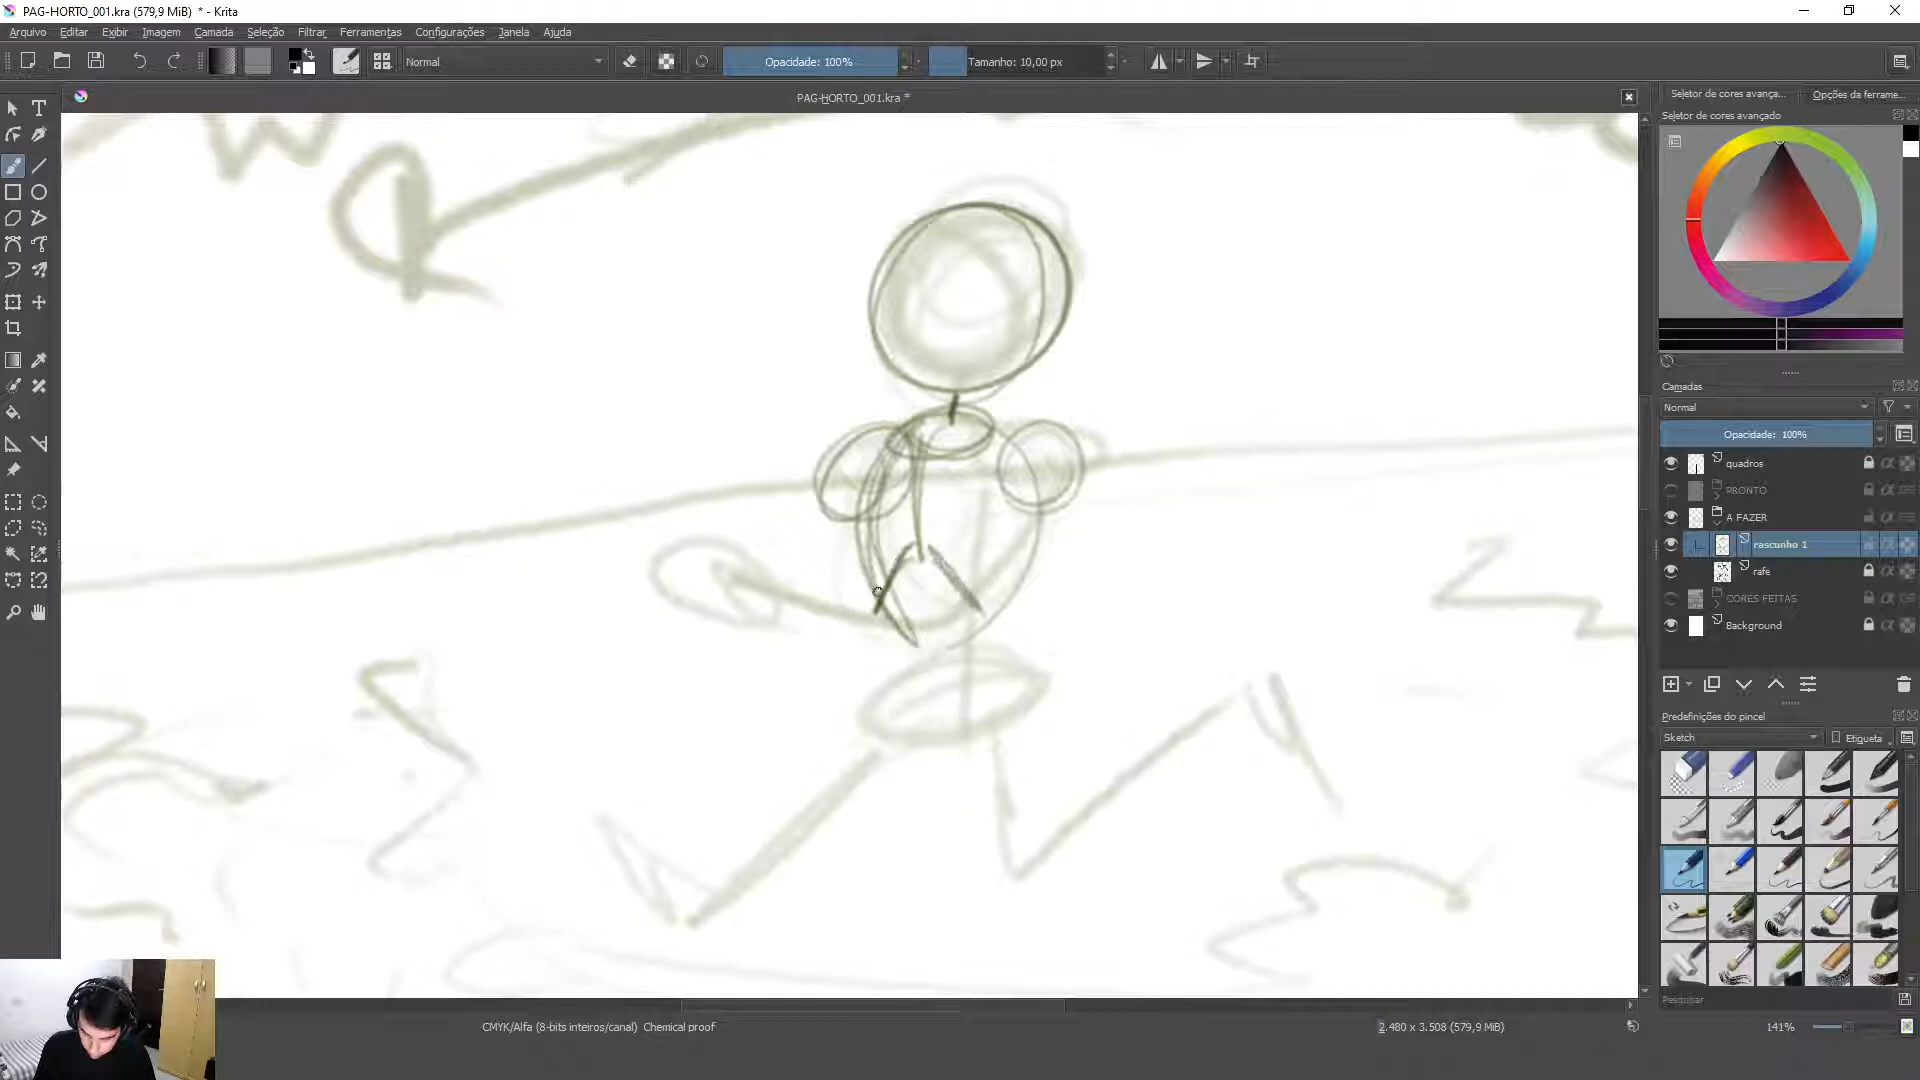 PAG-HORTO_001.kra (579,9 MiB) * - Krita
Arquivo Editar Exibir Imagem Camada Seleção Filtrar Ferramentas Configurações Janela Ajuda
Normal
Opacidade: 100%
Tamanho: 10,00 px
PAG-HORTO_001.kra *
Sejetor de cores avança...
Opções da ferrame...
Sejetor de cores avançado
Camadas
Normal
Opacidade: 100%
quadros
PRONTO
A FAZER
rascunho 1
rafe
CORES FEITAS
Background
Predefinições do pincel
Sketch
Etiqueta
Pesquisar
CMYK/Alfa (8-bits inteiros/canal) Chemical proof
2.480 x 3.508 (579,9 MiB)
141%